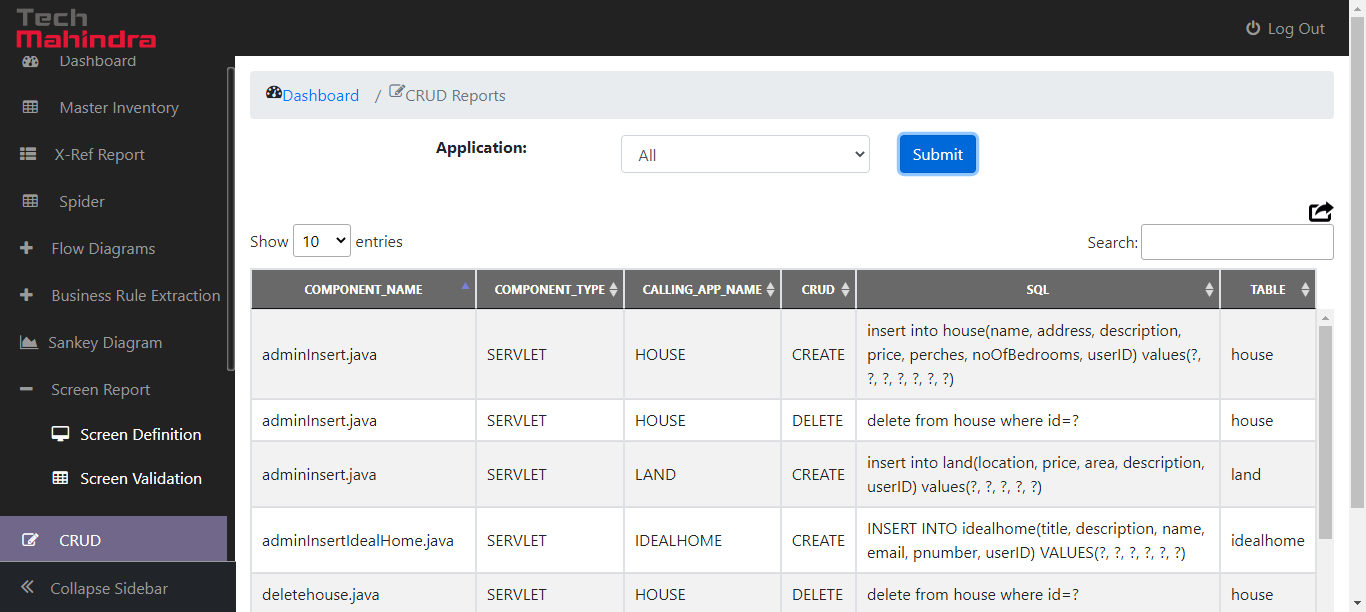 Tech
Mahindra
Log Out
Dashboard
Master Inventory
X-Ref Report
Spider
Flow Diagrams
Business Rule Extraction
Sankey Diagram
Screen Report
Screen Definition
Screen Validation
CRUD
Collapse Sidebar
Dashboard / CRUD Reports
Application: All Submit
Show 10 entries Search:
COMPONENT_NAME COMPONENT_TYPE CALLING_APP_NAME CRUD SQL TABLE
adminInsert.java SERVLET HOUSE CREATE insert into house(name, address, description,
price, perches, noOfBedrooms, userID) values(?,
?, ?, ?, ?, ?, ?) house
adminInsert.java SERVLET HOUSE DELETE delete from house where id=? house
admininsert.java SERVLET LAND CREATE insert into land(location, price, area, description,
userID) values(?, ?, ?, ?, ?) land
adminInsertIdealHome.java SERVLET IDEALHOME CREATE INSERT INTO idealhome(title, description, name,
email, pnumber, userID) VALUES(?, ?, ?, ?, ?, ?) idealhome
deletehouse.java SERVLET HOUSE DELETE delete from house where id=? house